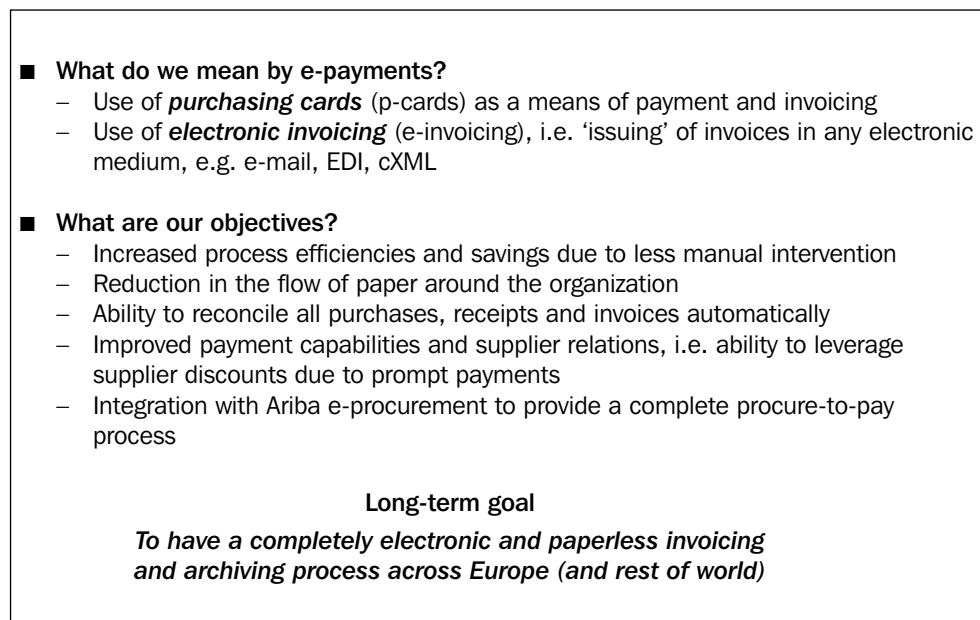 ■ What do we mean by e-payments?
– Use of purchasing cards (p-cards) as a means of payment and invoicing
– Use of electronic invoicing (e-invoicing), i.e. ‘issuing’ of invoices in any electronic
medium, e.g. e-mail, EDI, cXML
■ What are our objectives?
– Increased process efficiencies and savings due to less manual intervention
– Reduction in the flow of paper around the organization
– Ability to reconcile all purchases, receipts and invoices automatically
– Improved payment capabilities and supplier relations, i.e. ability to leverage
supplier discounts due to prompt payments
– Integration with Ariba e-procurement to provide a complete procure-to-pay
process
Long-term goal
To have a completely electronic and paperless invoicing
and archiving process across Europe (and rest of world)